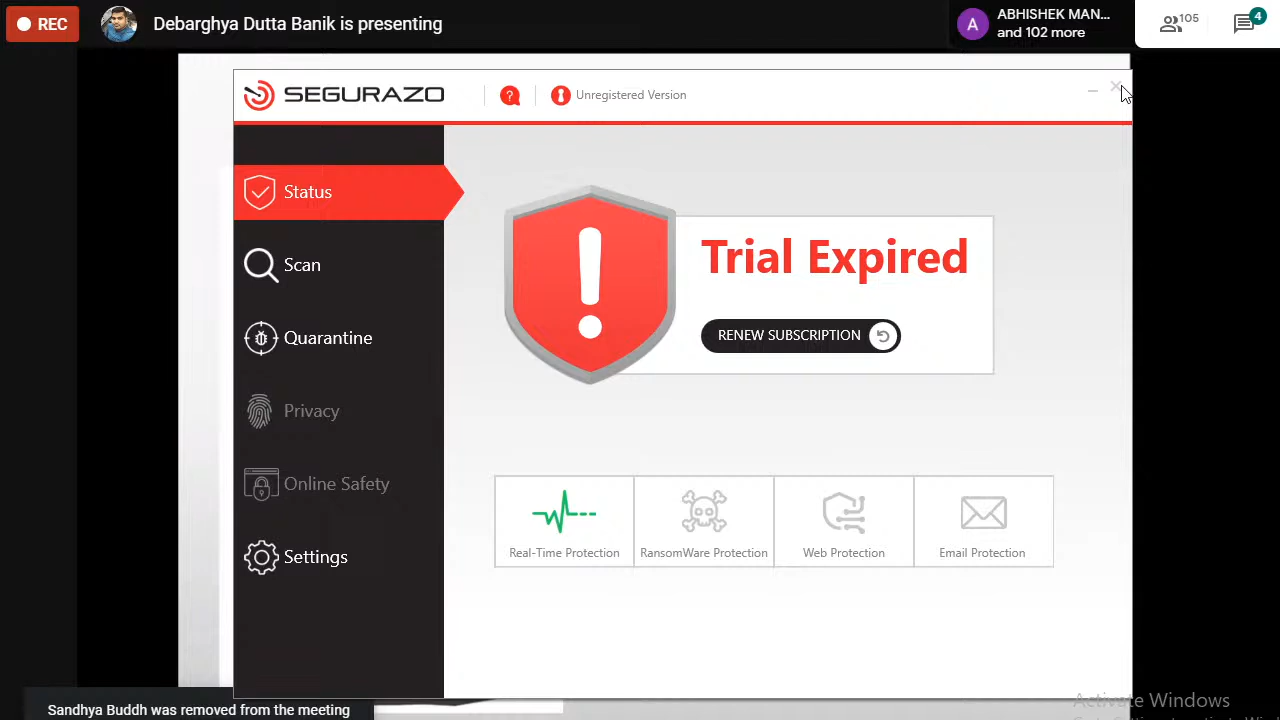 REC
Debarghya Dutta Banik is presenting
A
ABHISHEK MAN...
and 102 more
105
4
SEGURAZO
?
Unregistered Version
Status
Trial Expired
Scan
RENEW SUBSCRIPTION
Quarantine
Privacy
Online Safety
Real-Time Protection
RansomWare Protection
Web Protection
Email Protection
Settings
Activate Windows
Sandhya Buddh was removed from the meeting